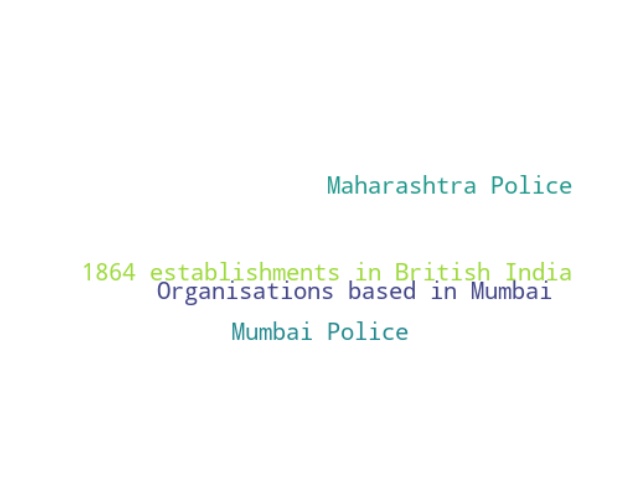 Maharashtra Police
1864 establishments in British India
Organisations based in Mumbai
Mumbai Police